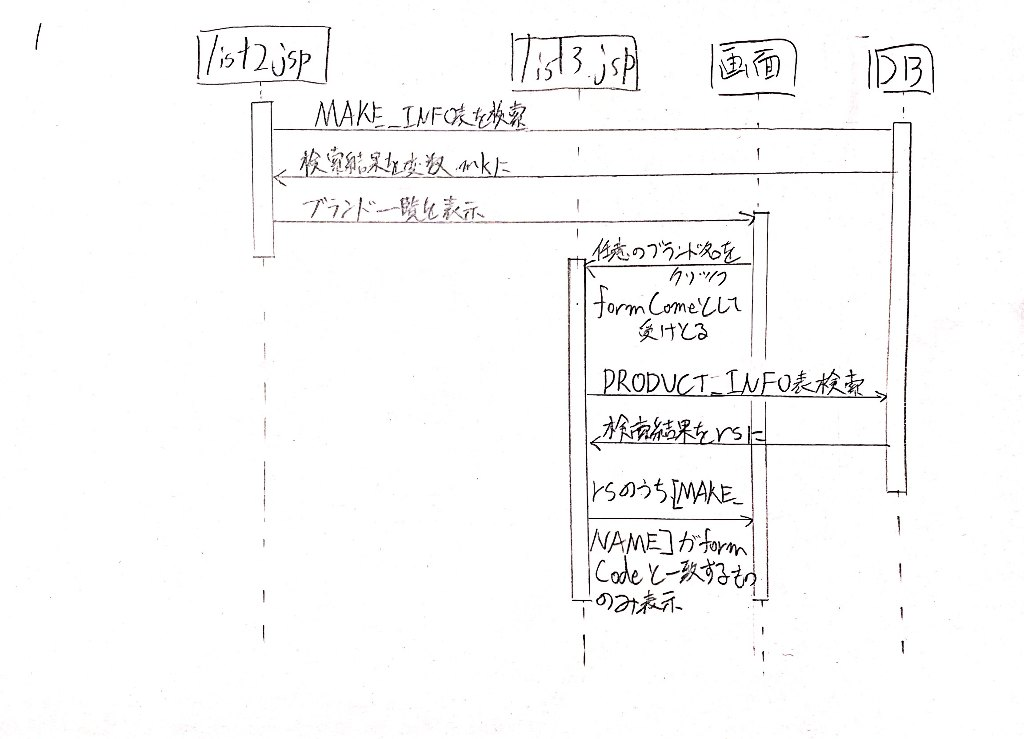 1
list2.jsp
list3.jsp
画面
DB
MAKE_INFO表を検索
検索結果を変数mkに
ブランド一覧を表示
任意のブランド名を
クリック
formComeとして
受けとる
PRODUCT_INFO表検索
検索結果をrsに
rsのうち[MAKE_
NAME]がform
Codeと一致するもの
のみ表示